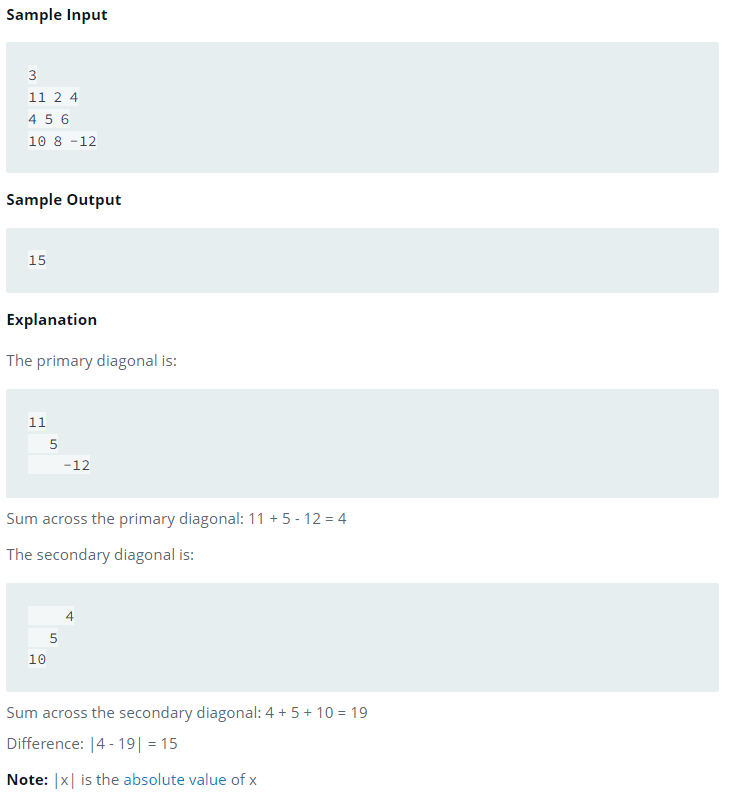 Sample Input
3
11 2 4
4 5 6
10 8 -12
Sample Output
15
Explanation
The primary diagonal is:
11
5
-12
Sum across the primary diagonal: 11 + 5 - 12 = 4
The secondary diagonal is:
4
5
10
Sum across the secondary diagonal: 4 + 5 + 10 = 19
Difference: |4 - 19| = 15
Note: |x| is the absolute value of x